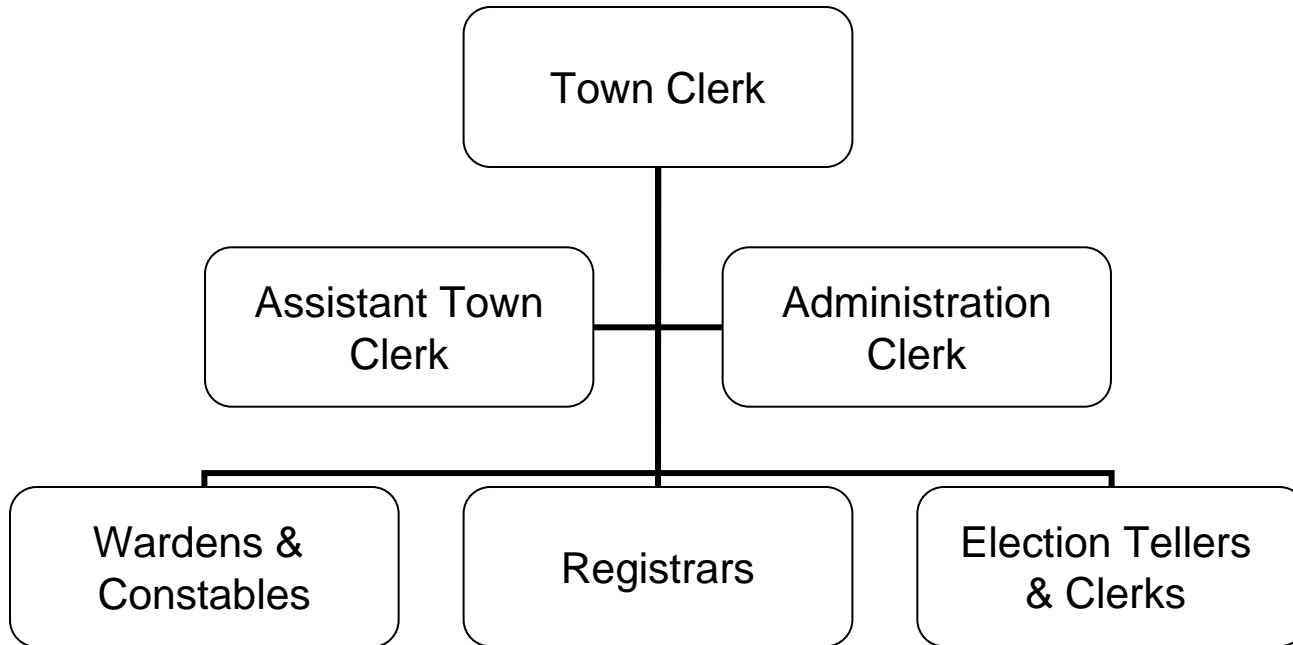 Town Clerk
Assistant Town
Clerk
Administration
Clerk
Wardens &
Constables
Registrars
Election Tellers
& Clerks